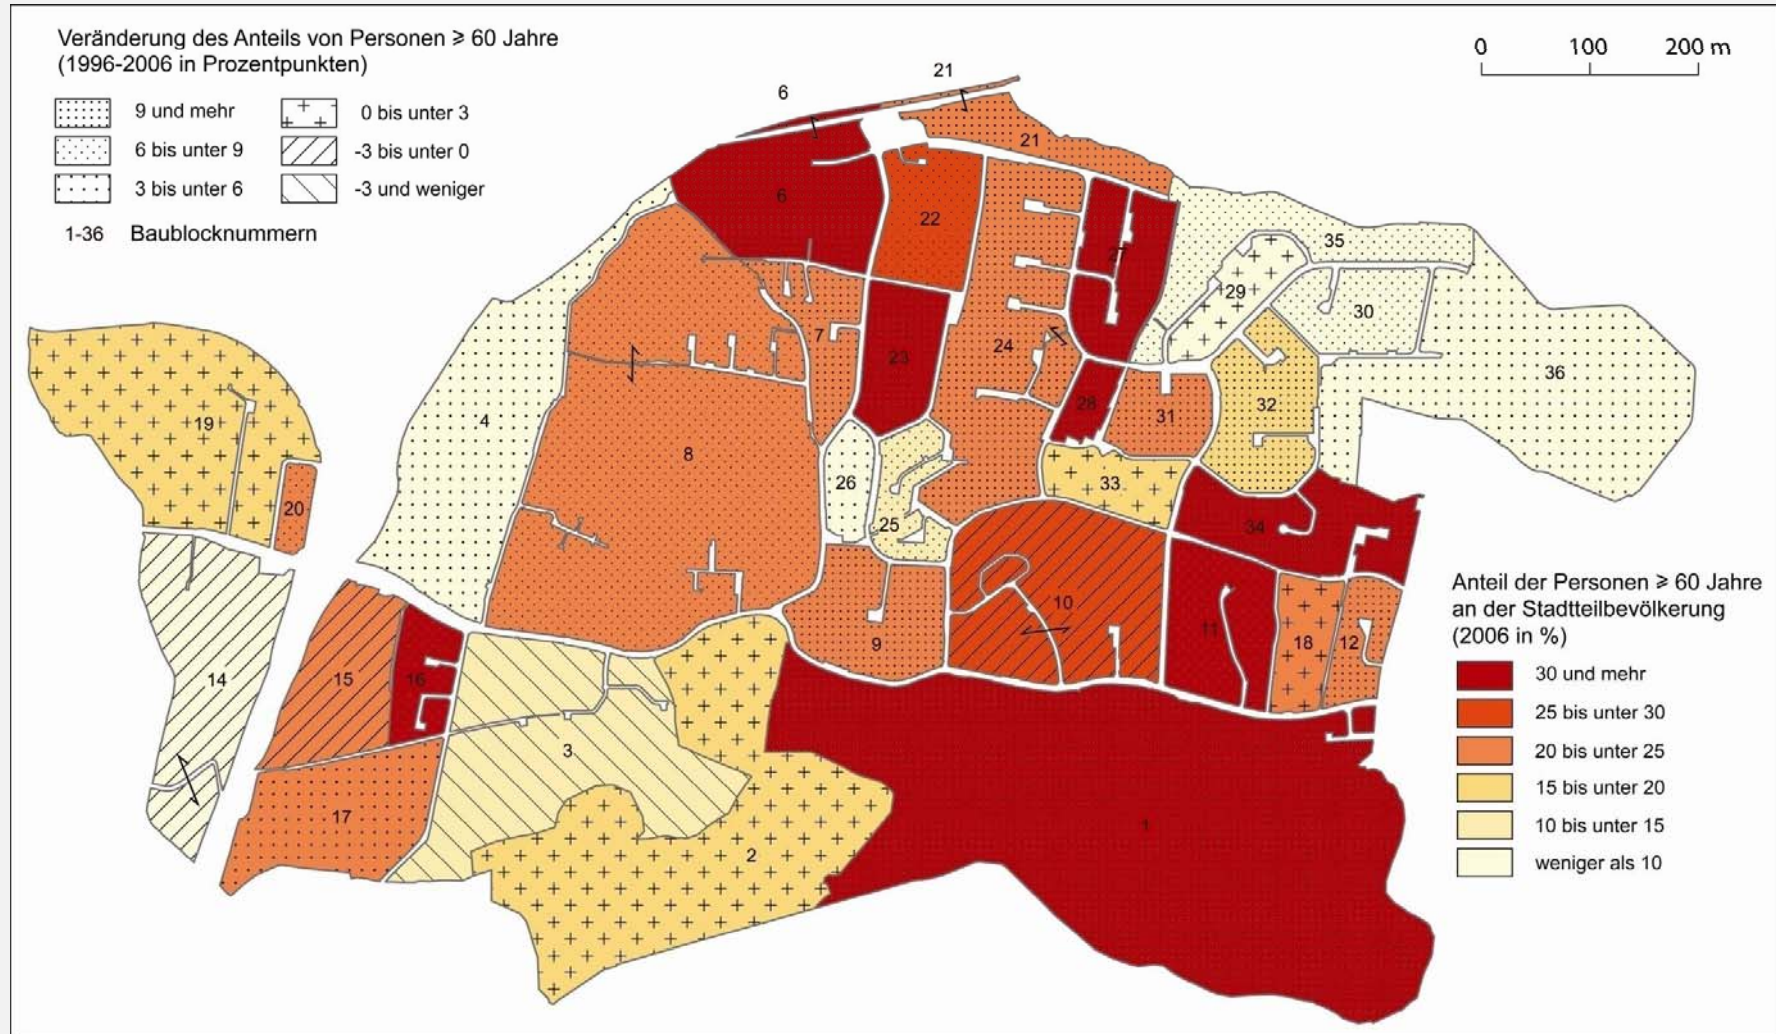 Veränderung des Anteils von Personen ≥ 60 Jahre
(1996-2006 in Prozentpunkten)
9 und mehr
0 bis unter 3
6 bis unter 9
-3 bis unter 0
3 bis unter 6
-3 und weniger
1-36 Baublocknummern
0 100 200 m
21
6
21
6
22
27
35
29
30
7
24
23
36
28
31
32
19
4
8
26
33
20
25
34
10
11
18
12
9
14
15
16
3
17
2
1
Anteil der Personen ≥ 60 Jahre
an der Stadtteilbevölkerung
(2006 in %)
30 und mehr
25 bis unter 30
20 bis unter 25
15 bis unter 20
10 bis unter 15
weniger als 10